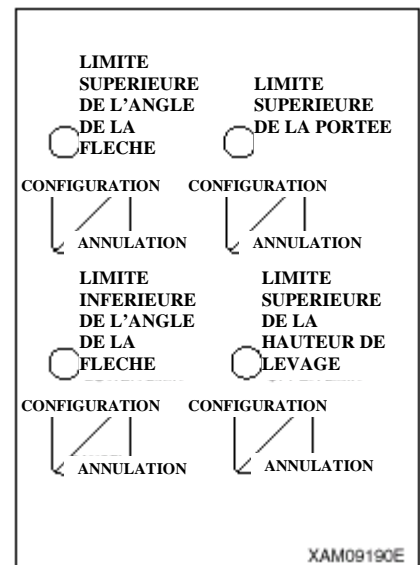 LIMITE
SUPERIEURE
DE L'ANGLE
DE LA
FLECHE
LIMITE
SUPERIEURE
DE LA PORTEE
CONFIGURATION
ANNULATION
CONFIGURATION
ANNULATION
LIMITE
INFERIEURE
DE L'ANGLE
DE LA
FLECHE
LIMITE
SUPERIEURE
DE LA
HAUTEUR DE
LEVAGE
CONFIGURATION
ANNULATION
CONFIGURATION
ANNULATION
XAM09190E